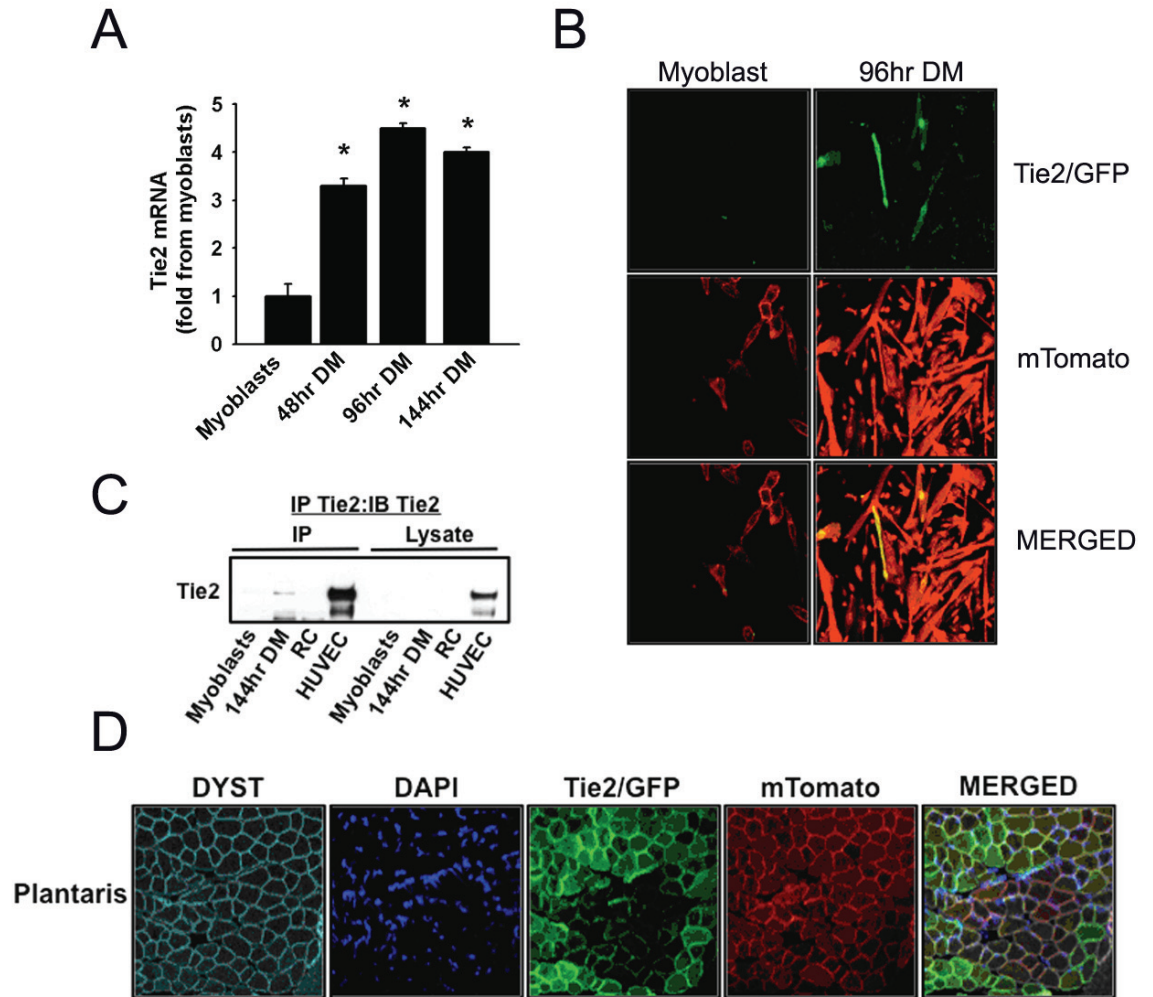 A
Tie2 mRNA
(fold from myoblasts)
5
4
3
2
1
0
*
*
*
Myoblasts
48hr DM
96hr DM
144hr DM
B
Myoblast 96hr DM
Tie2/GFP
mTomato
MERGED
C
IP Tie2:IB Tie2
IP Lysate
Tie2
Myoblasts
144hr DM
RC
HUVEC
Myoblasts
144hr DM
RC
HUVEC
D
DYST DAPI Tie2/GFP mTomato MERGED
Plantaris